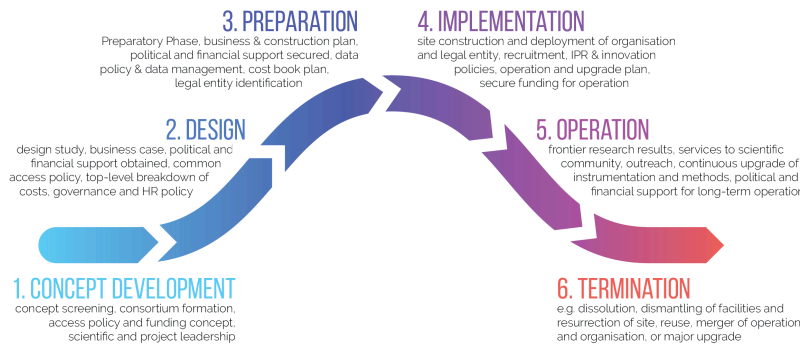 1. CONCEPT DEVELOPMENT
concept screening, consortium formation,
access policy and funding concept,
scientific and project leadership
2. DESIGN
design study, business case, political and
financial support obtained, common
access policy, top-level breakdown of
costs, governance and HR policy
3. PREPARATION
Preparatory Phase, business & construction plan,
political and financial support secured, data
policy & data management, cost book plan,
legal entity identification
4. IMPLEMENTATION
site construction and deployment of organisation
and legal entity, recruitment, IPR & innovation
policies, operation and upgrade plan,
secure funding for operation
5. OPERATION
frontier research results, services to scientific
community, outreach, continuous upgrade of
instrumentation and methods, political and
financial support for long-term operation
6. TERMINATION
e.g. dissolution, dismantling of facilities and
resurrection of site, reuse, merger of operation
and organisation, or major upgrade